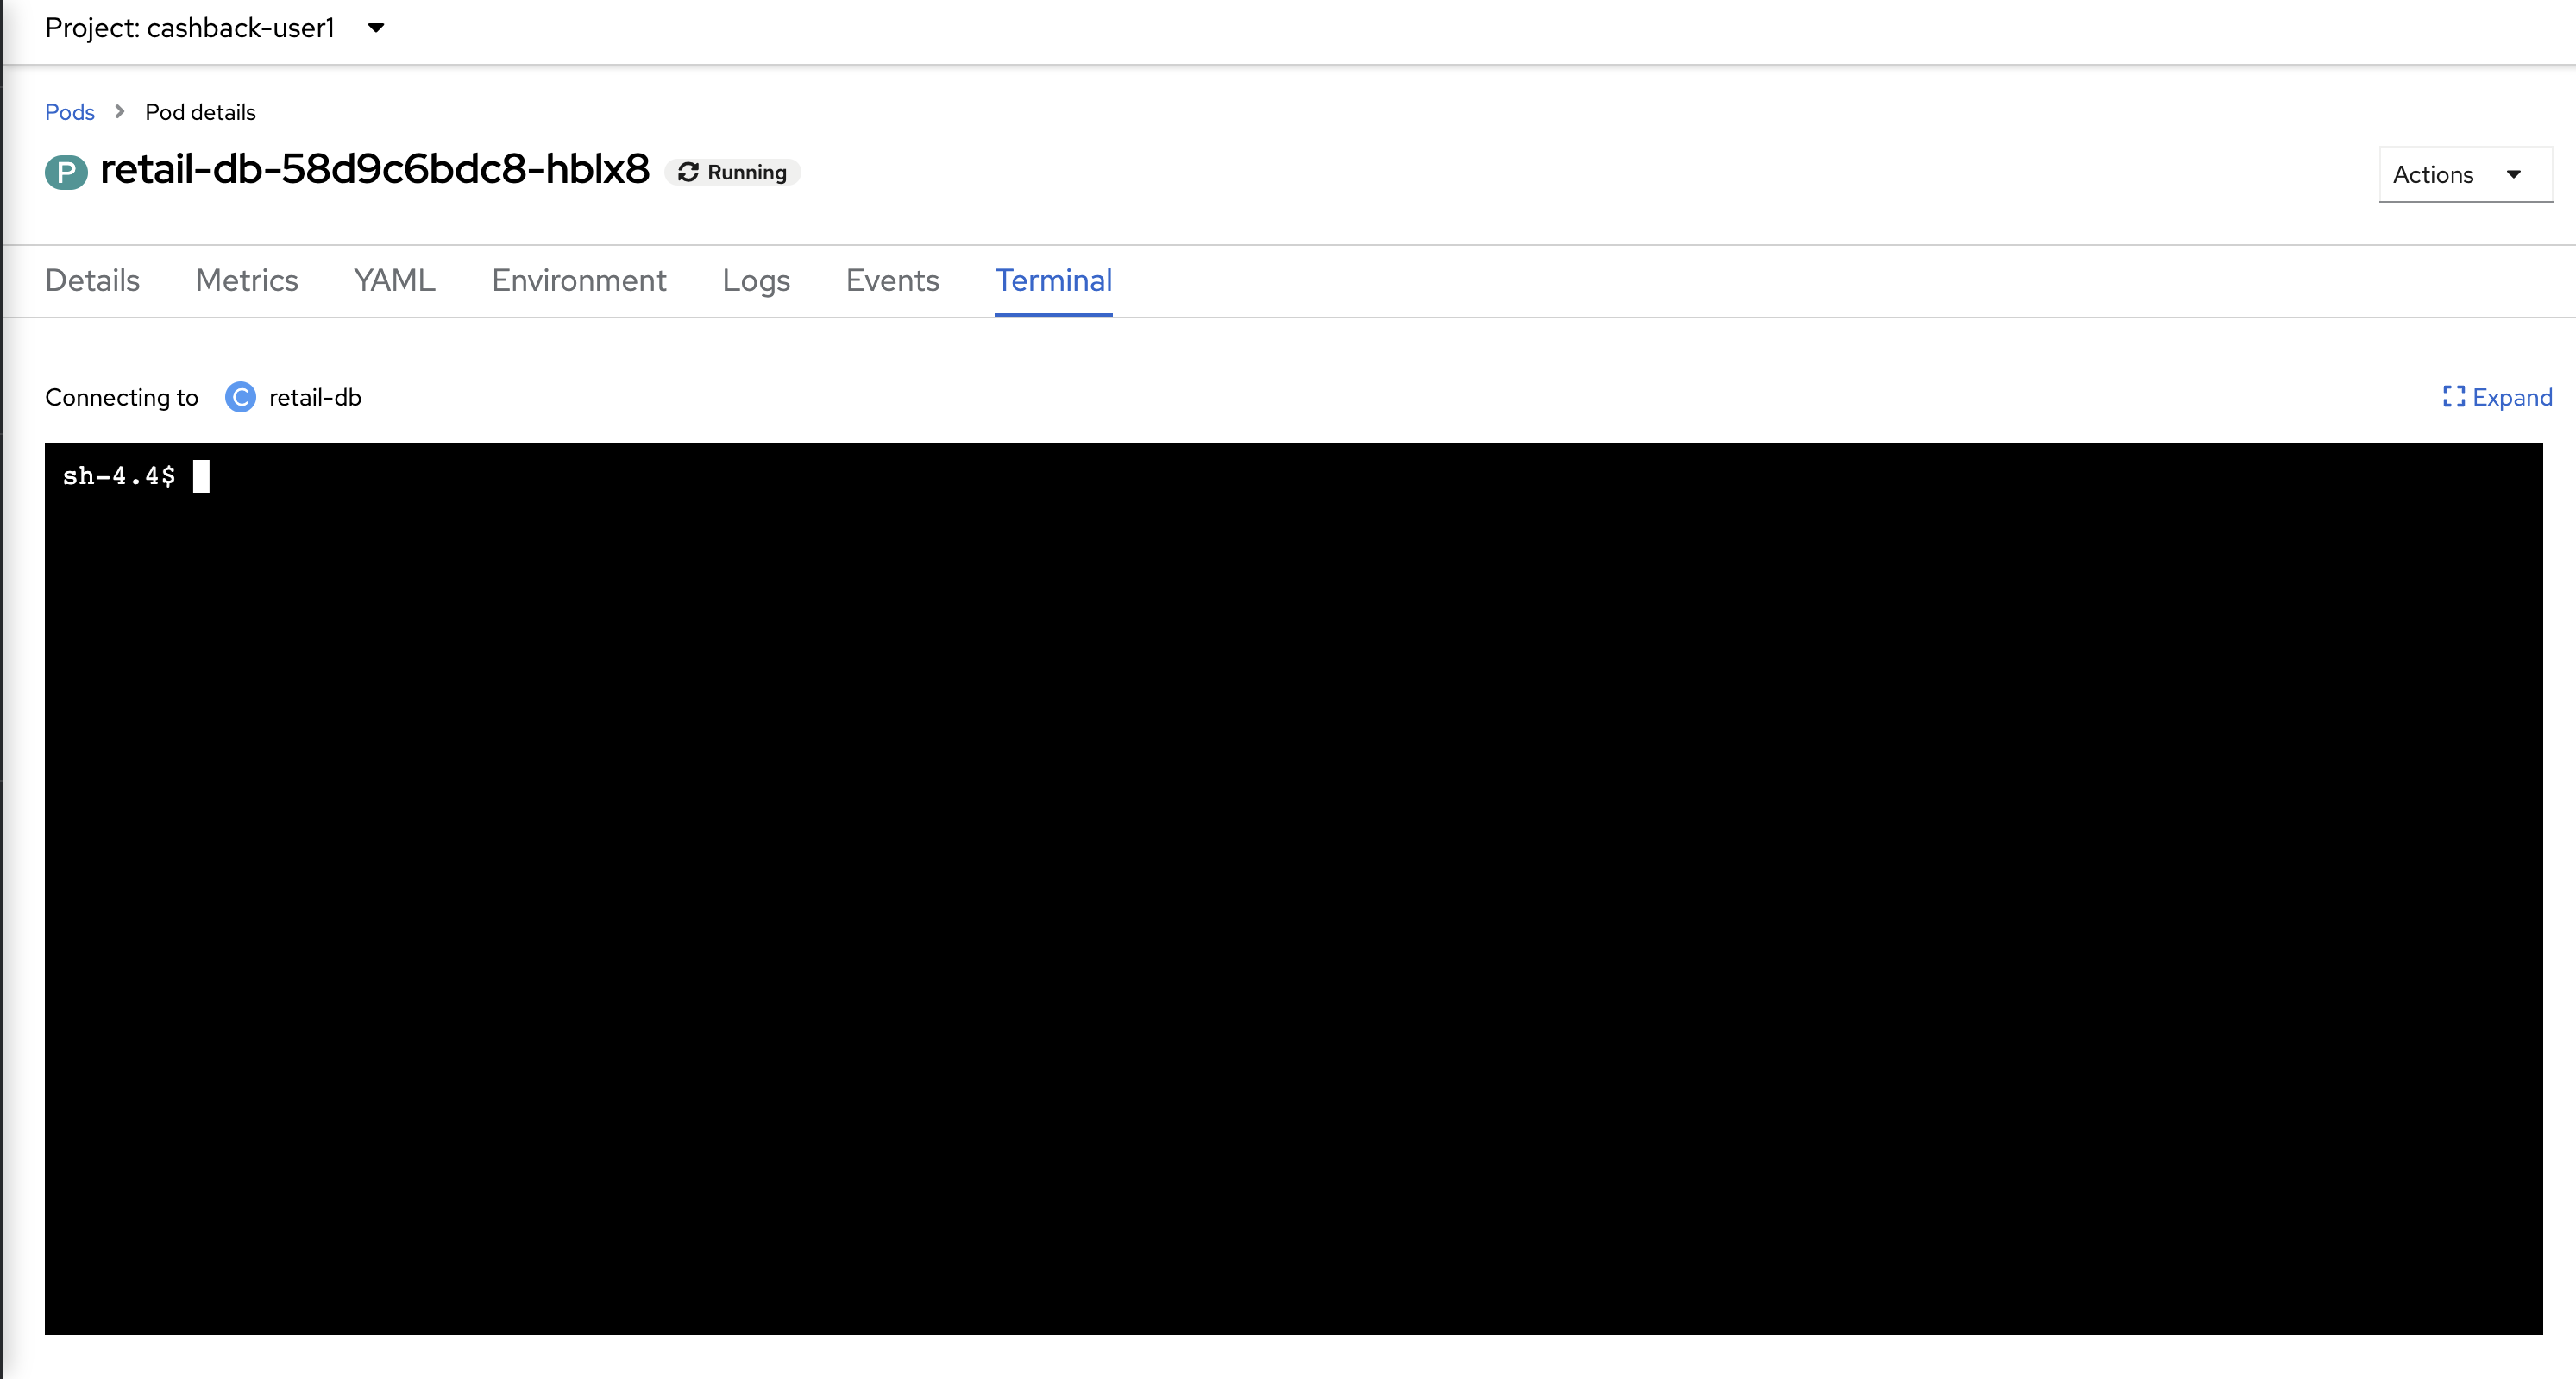 Project: cashback-user1
Pods > Pod details
P retail-db-58d9c6bdc8-hblx8 Running
Actions
Details Metrics YAML Environment Logs Events Terminal
Connecting to C retail-db
Expand
sh-4.4$